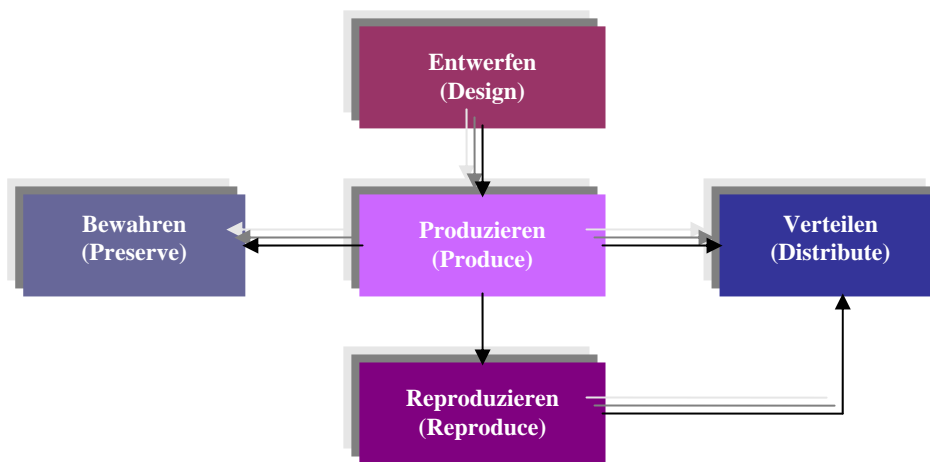 Entwerfen
(Design)
Bewahren
(Preserve)
Produzieren
(Produce)
Verteilen
(Distribute)
Reproduzieren
(Reproduce)